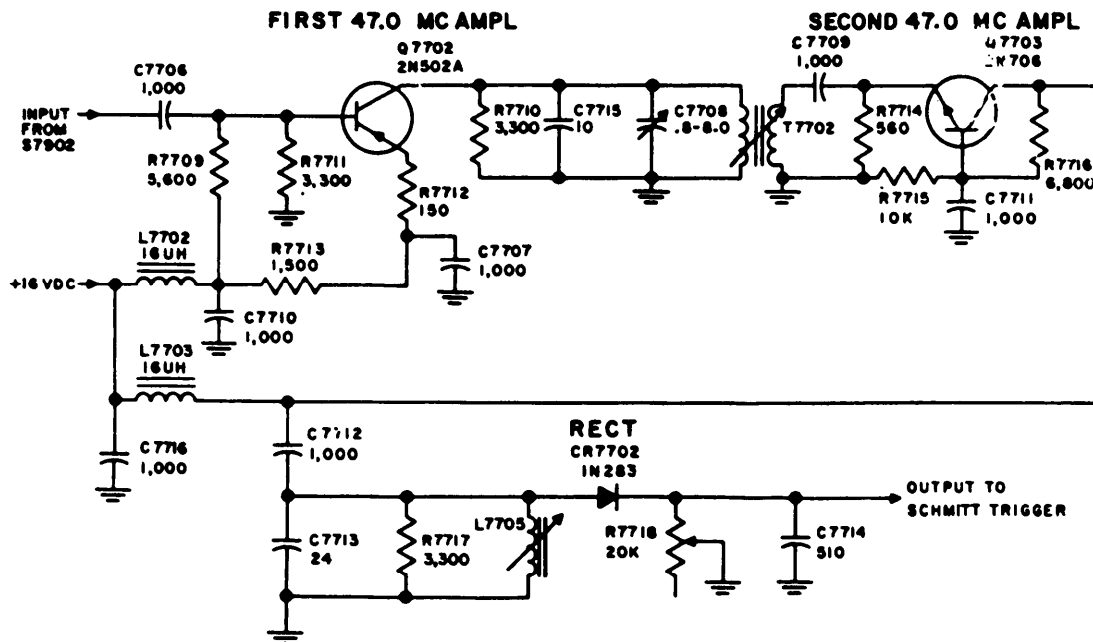 FIRST 47.0 MC AMPL
SECOND 47.0 MC AMPL
Q7702
2N502A
C7709
1,000
7703
706
C7706
1,000
INPUT
FROM
S7902
R7709
5,600
R7711
3,300
R7712
150
R7710
3,300
C7715
10
C7708
.8-8.0
T7702
R7714
560
R7715
10K
C7711
1,000
R7716
6,800
L7702
16UH
R7713
1,500
C7707
1,000
+16 VDC
C7710
1,000
L7703
16UH
C7716
1,000
C7712
1,000
RECT
CR7702
1N283
OUTPUT TO
SCHMITT TRIGGER
C7713
24
R7717
3,300
L7705
R7718
20K
C7714
510